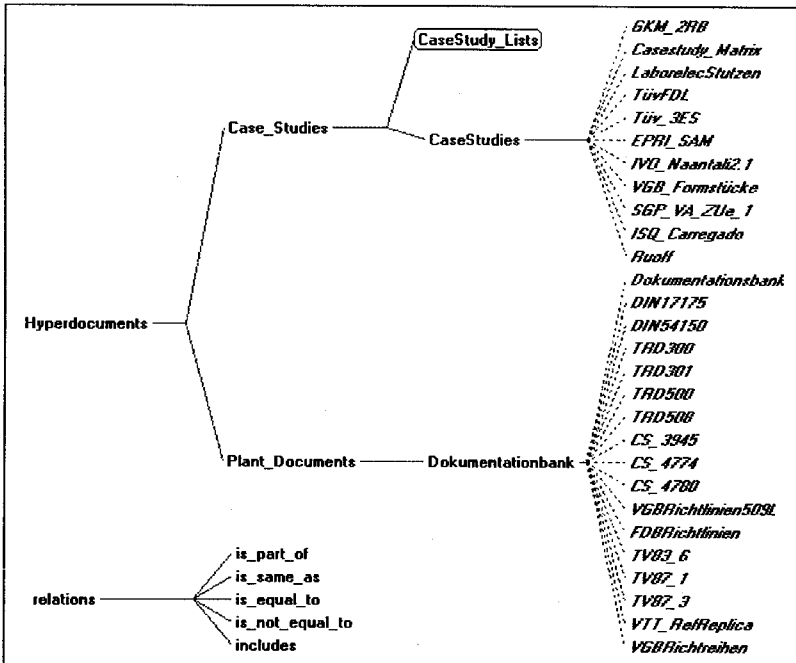 GKM_2RB
CaseStudy_Lists
Casestudy_Matrix
LaborelecStutzen
TüvFDL
Case_Studies
Tüv_3ES
CaseStudies
EPRI_SAM
IVO_Naantali2.1
VGB_Formstücke
SGP_VA_ZUa_1
ISQ_Carregado
Ruolf
Dokumentationsbank
DIN17175
Hyperdocuments
DIN54150
TRD300
TRD301
TRD500
TRD508
CS_3945
Plant_Documents
Dokumentationbank
CS_4774
CS_4780
VGBRichtlinien509L
FDBRichtlinien
is_part_of
TV83_6
is_same_as
TV87_1
relations
is_equal_to
TV87_3
is_not_equal_to
VTT_RefReplica
includes
VGBRichtreihen